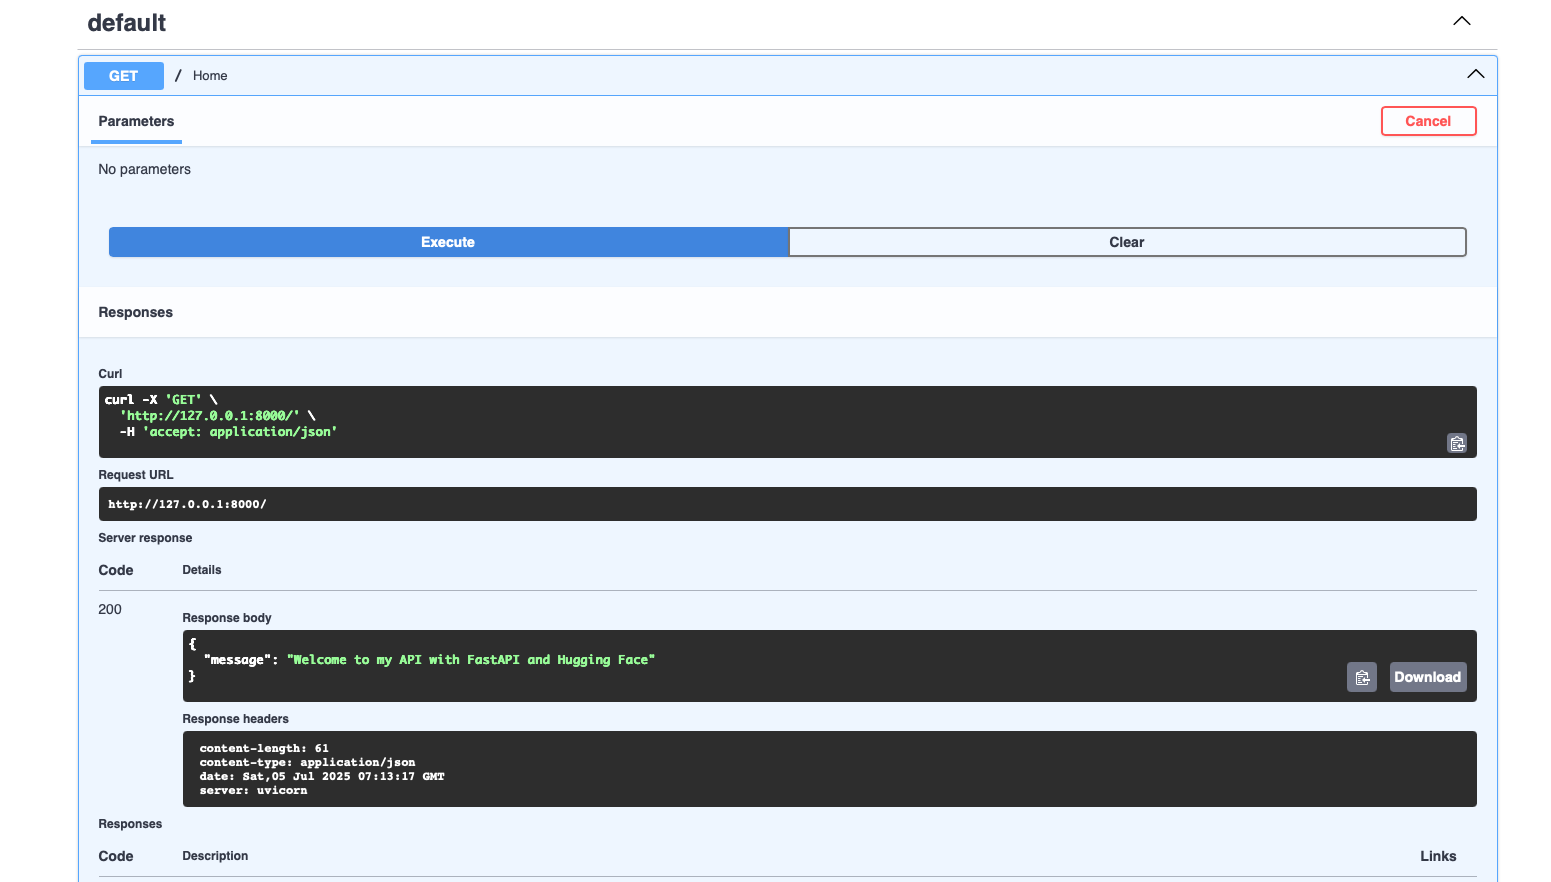 default
GET / Home
Parameters
Cancel
No parameters
Execute
Clear
Responses
Curl
curl -X 'GET' \
  'http://127.0.0.1:8000/' \
  -H 'accept: application/json'
Request URL
http://127.0.0.1:8000/
Server response
Code Details
200
Response body
{
  "message": "Welcome to my API with FastAPI and Hugging Face"
}
Download
Response headers
content-length: 61
content-type: application/json
date: Sat,05 Jul 2025 07:13:17 GMT
server: uvicorn
Responses
Code Description Links